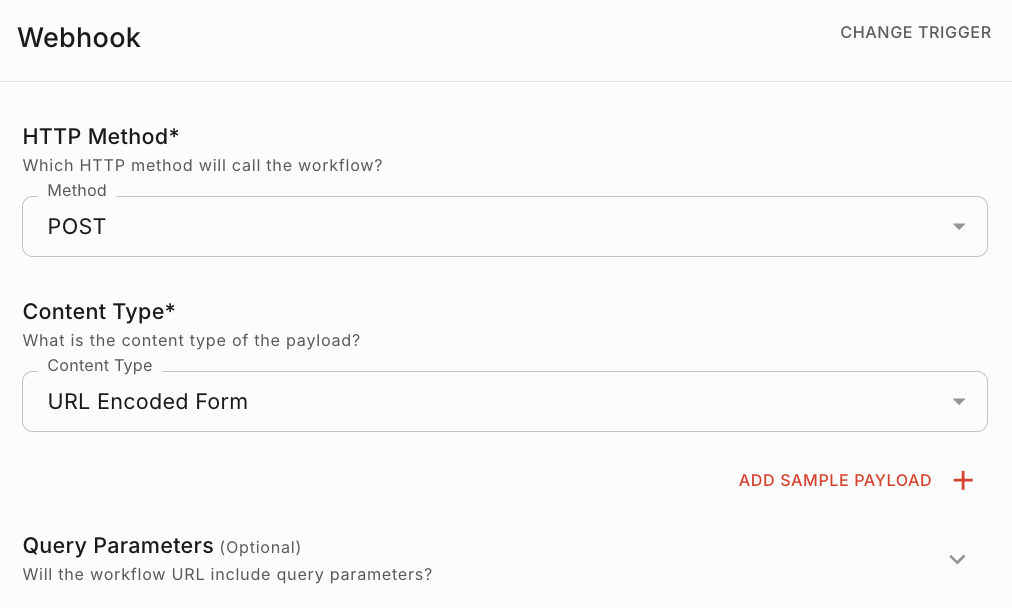 Webhook
CHANGE TRIGGER
HTTP Method*
Which HTTP method will call the workflow?
Method
POST
Content Type*
What is the content type of the payload?
Content Type
URL Encoded Form
ADD SAMPLE PAYLOAD
Query Parameters (Optional)
Will the workflow URL include query parameters?